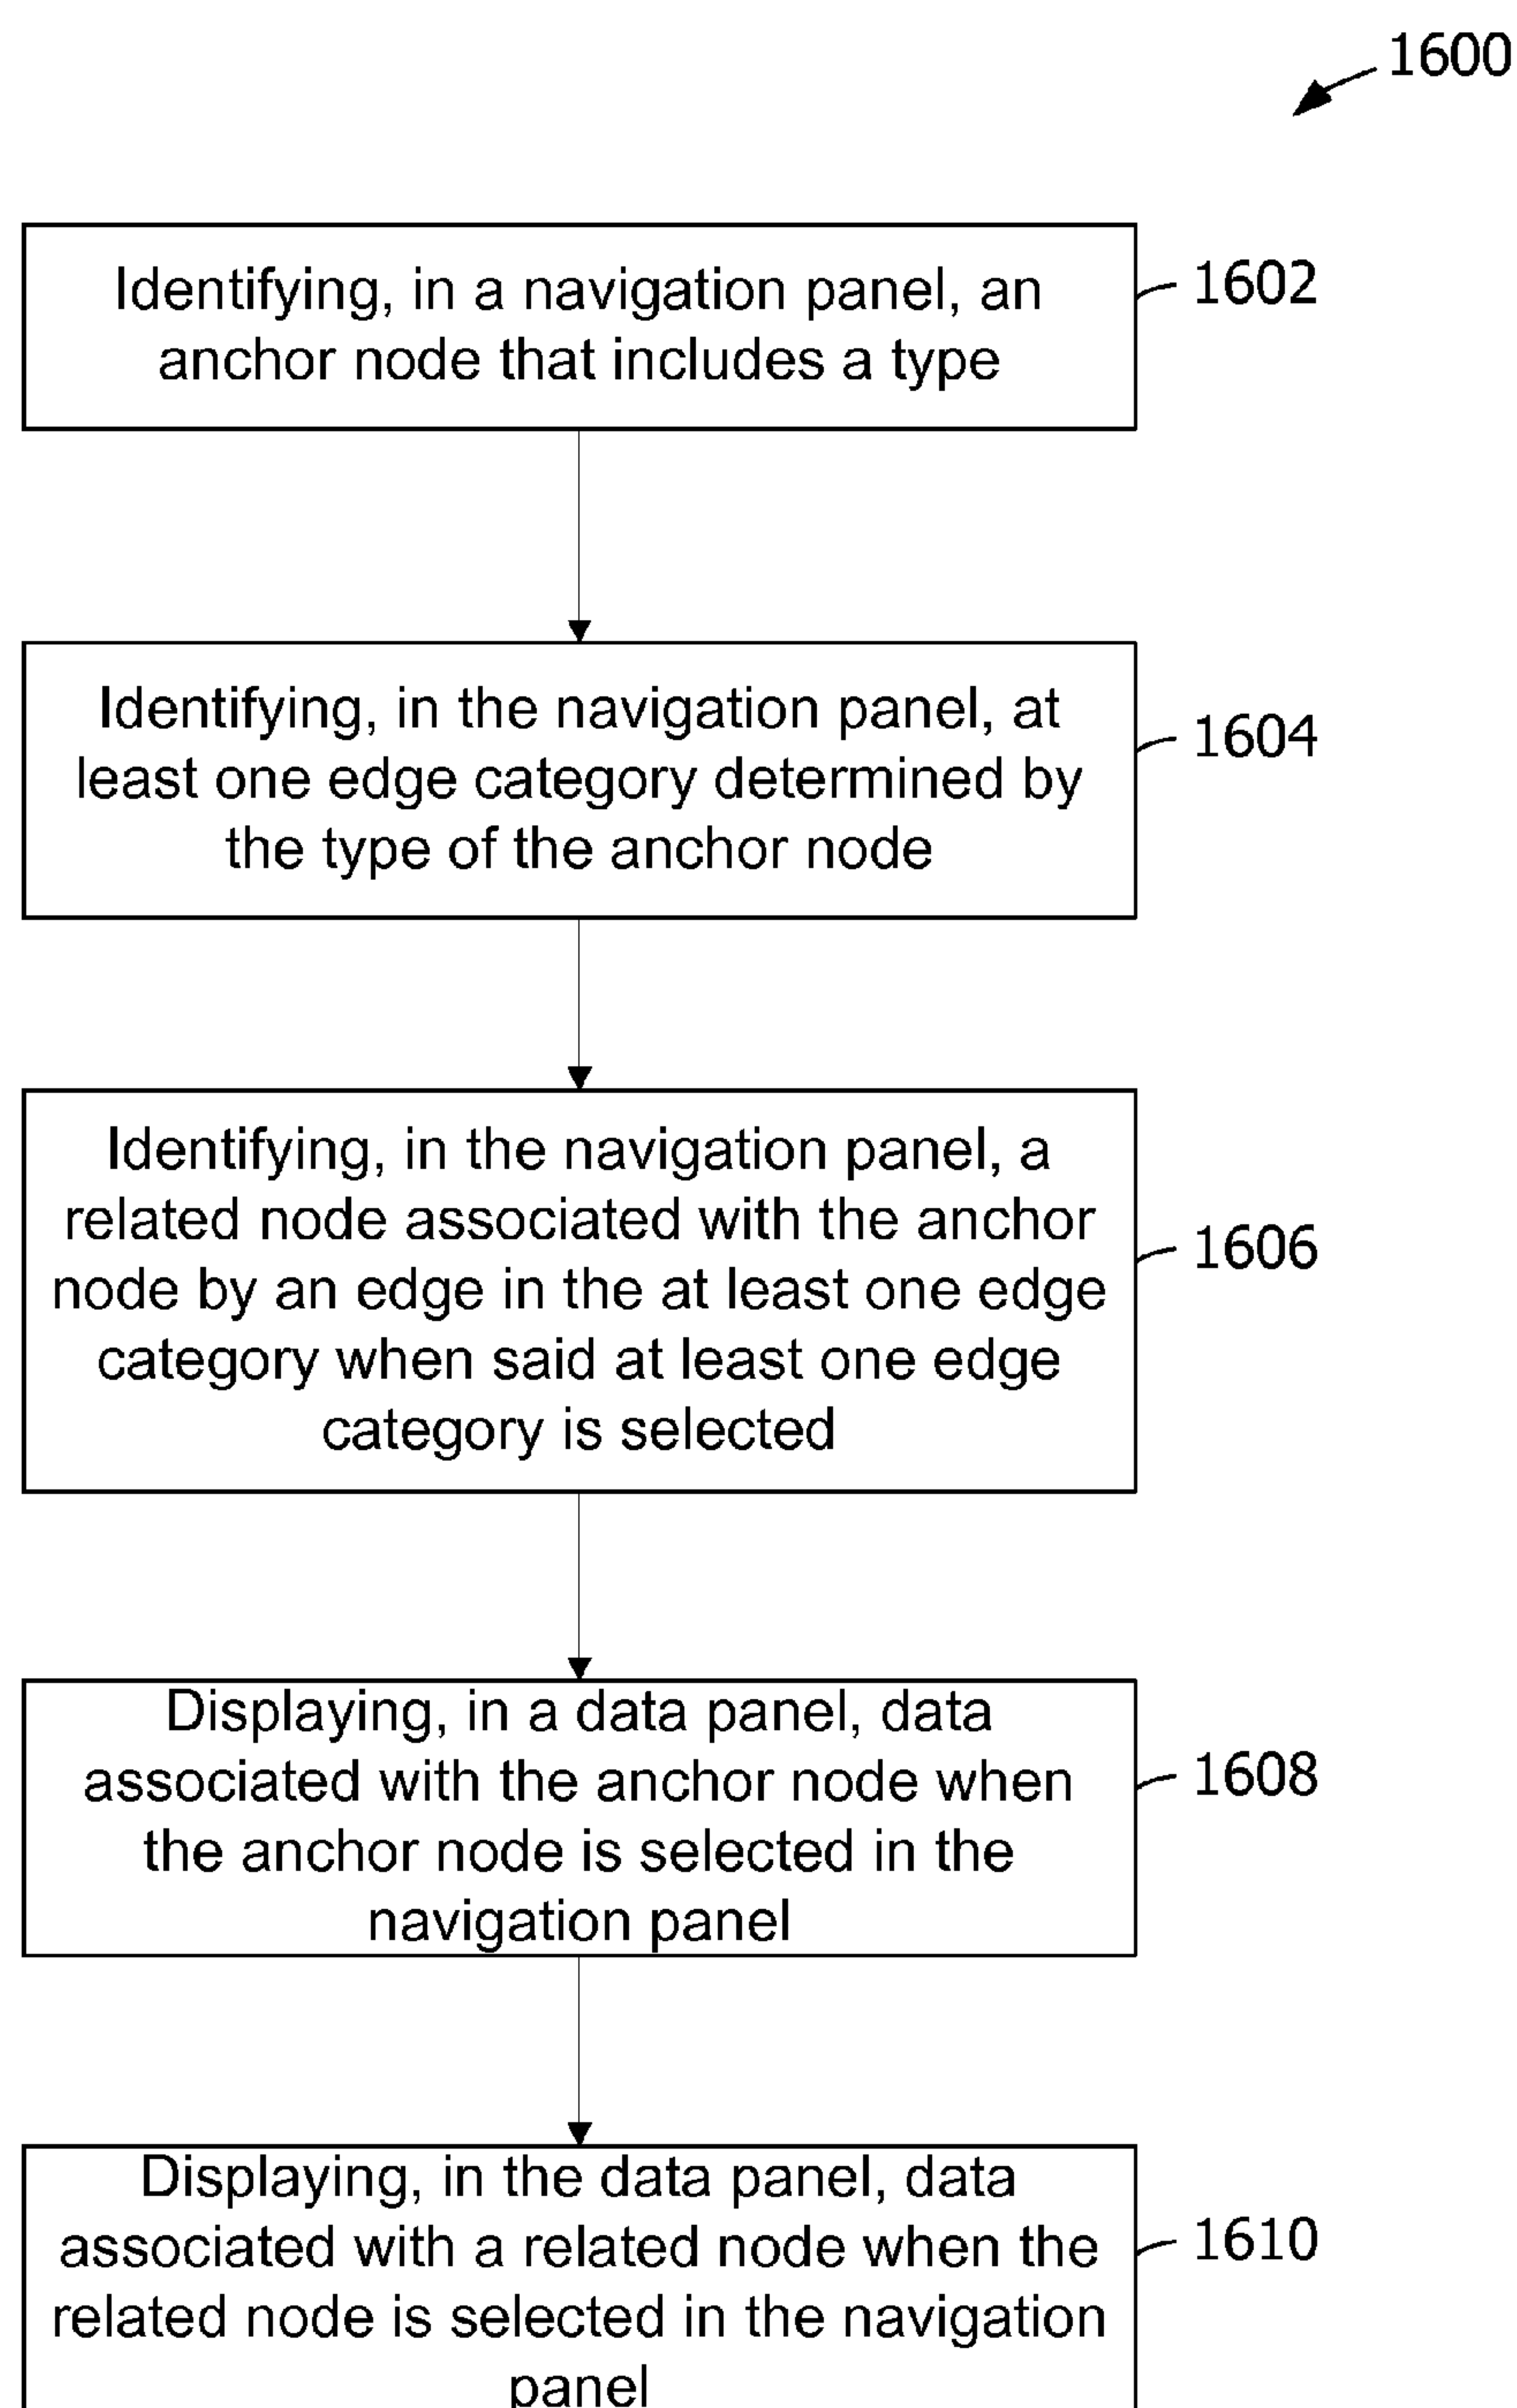 1600
Identifying, in a navigation panel, an
anchor node that includes a type
1602
Identifying, in the navigation panel, at
least one edge category determined by
the type of the anchor node
1604
Identifying, in the navigation panel, a
related node associated with the anchor
node by an edge in the at least one edge
category when said at least one edge
category is selected
1606
Displaying, in a data panel, data
associated with the anchor node when
the anchor node is selected in the
navigation panel
1608
Displaying, in the data panel, data
associated with a related node when the
related node is selected in the navigation
panel
1610